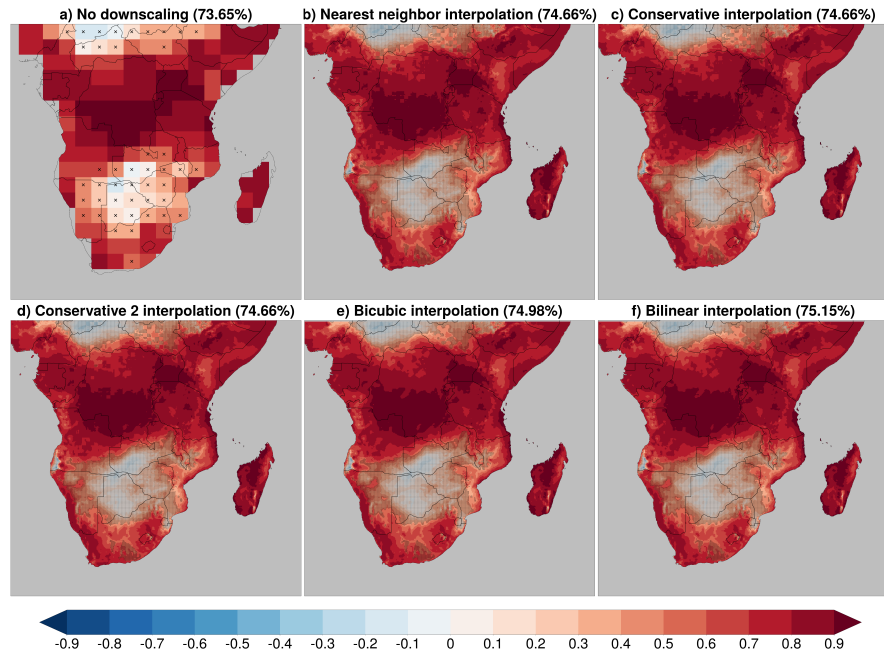 a) No downscaling (73.65%)
b) Nearest neighbor interpolation (74.66%)
c) Conservative interpolation (74.66%)
d) Conservative 2 interpolation (74.66%)
e) Bicubic interpolation (74.98%)
f) Bilinear interpolation (75.15%)
-0.9 -0.8 -0.7 -0.6 -0.5 -0.4 -0.3 -0.2 -0.1 0 0.1 0.2 0.3 0.4 0.5 0.6 0.7 0.8 0.9